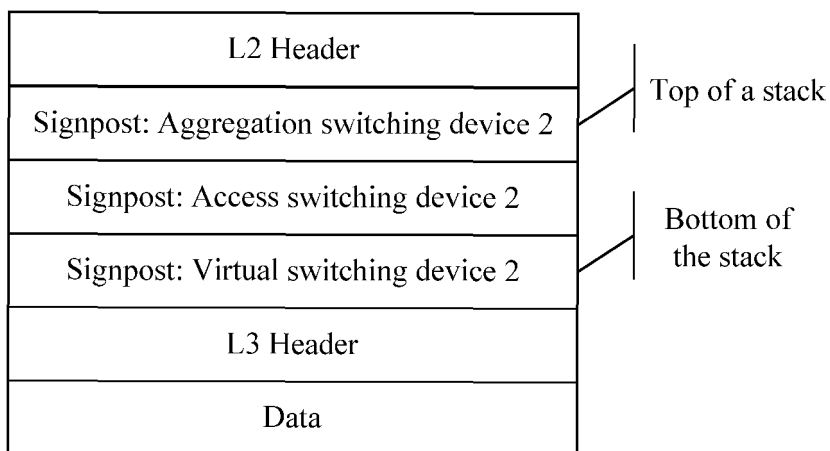 L2 Header
Signpost: Aggregation switching device 2
Top of a stack
Signpost: Access switching device 2
Signpost: Virtual switching device 2
Bottom of
the stack
L3 Header
Data